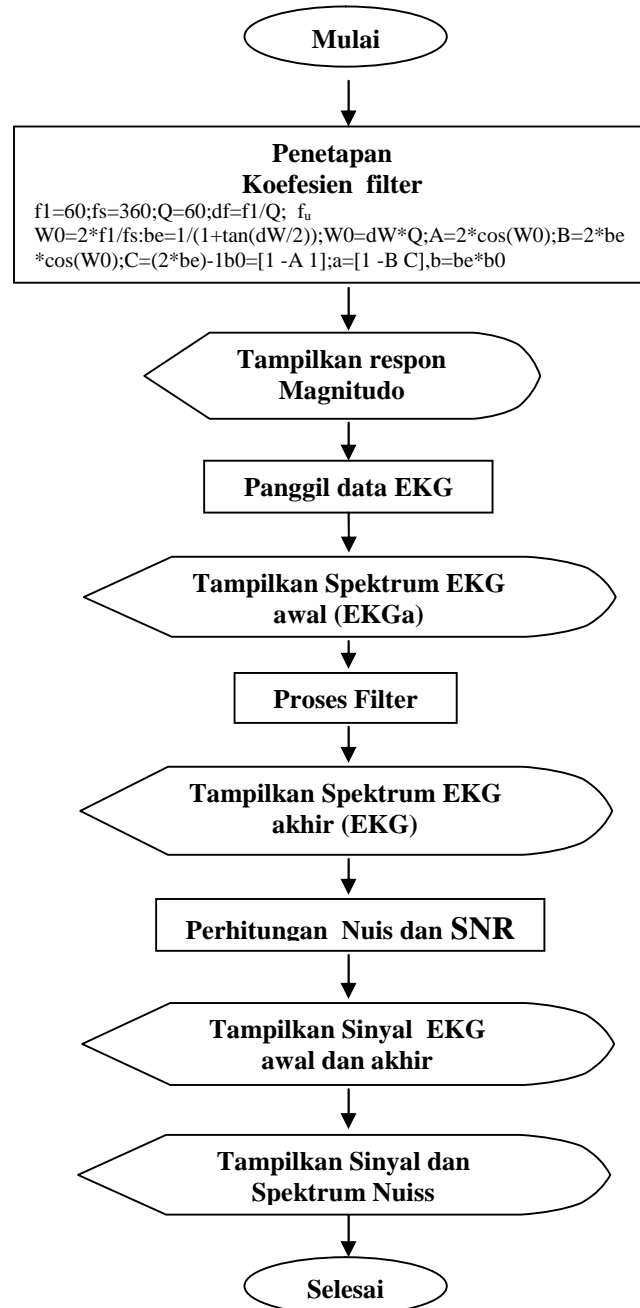 Mulai
Penetapan
Koefesien filter
f1=60;fs=360;Q=60;df=f1/Q; fu
W0=2*f1/fs:be=1/(1+tan(dW/2));W0=dW*Q;A=2*cos(W0);B=2*be
*cos(W0);C=(2*be)-1b0=[1 -A 1];a=[1 -B C],b=be*b0
Tampilkan respon
Magnitudo
Panggil data EKG
Tampilkan Spektrum EKG
awal (EKGa)
Proses Filter
Tampilkan Spektrum EKG
akhir (EKG)
Perhitungan Nuis dan SNR
Tampilkan Sinyal EKG
awal dan akhir
Tampilkan Sinyal dan
Spektrum Nuiss
Selesai